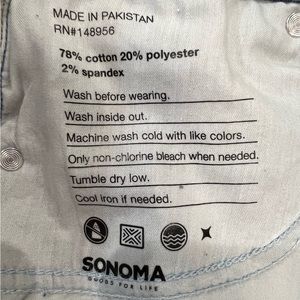 MADE IN PAKISTAN
RN#148956
78% cotton 20% polyester
2% spandex
Wash before wearing.
Wash inside out.
Machine wash cold with like colors.
Only non-chlorine bleach when needed.
Tumble dry low.
Cool iron if needed.
SONOMA
GOODS FOR LIFE